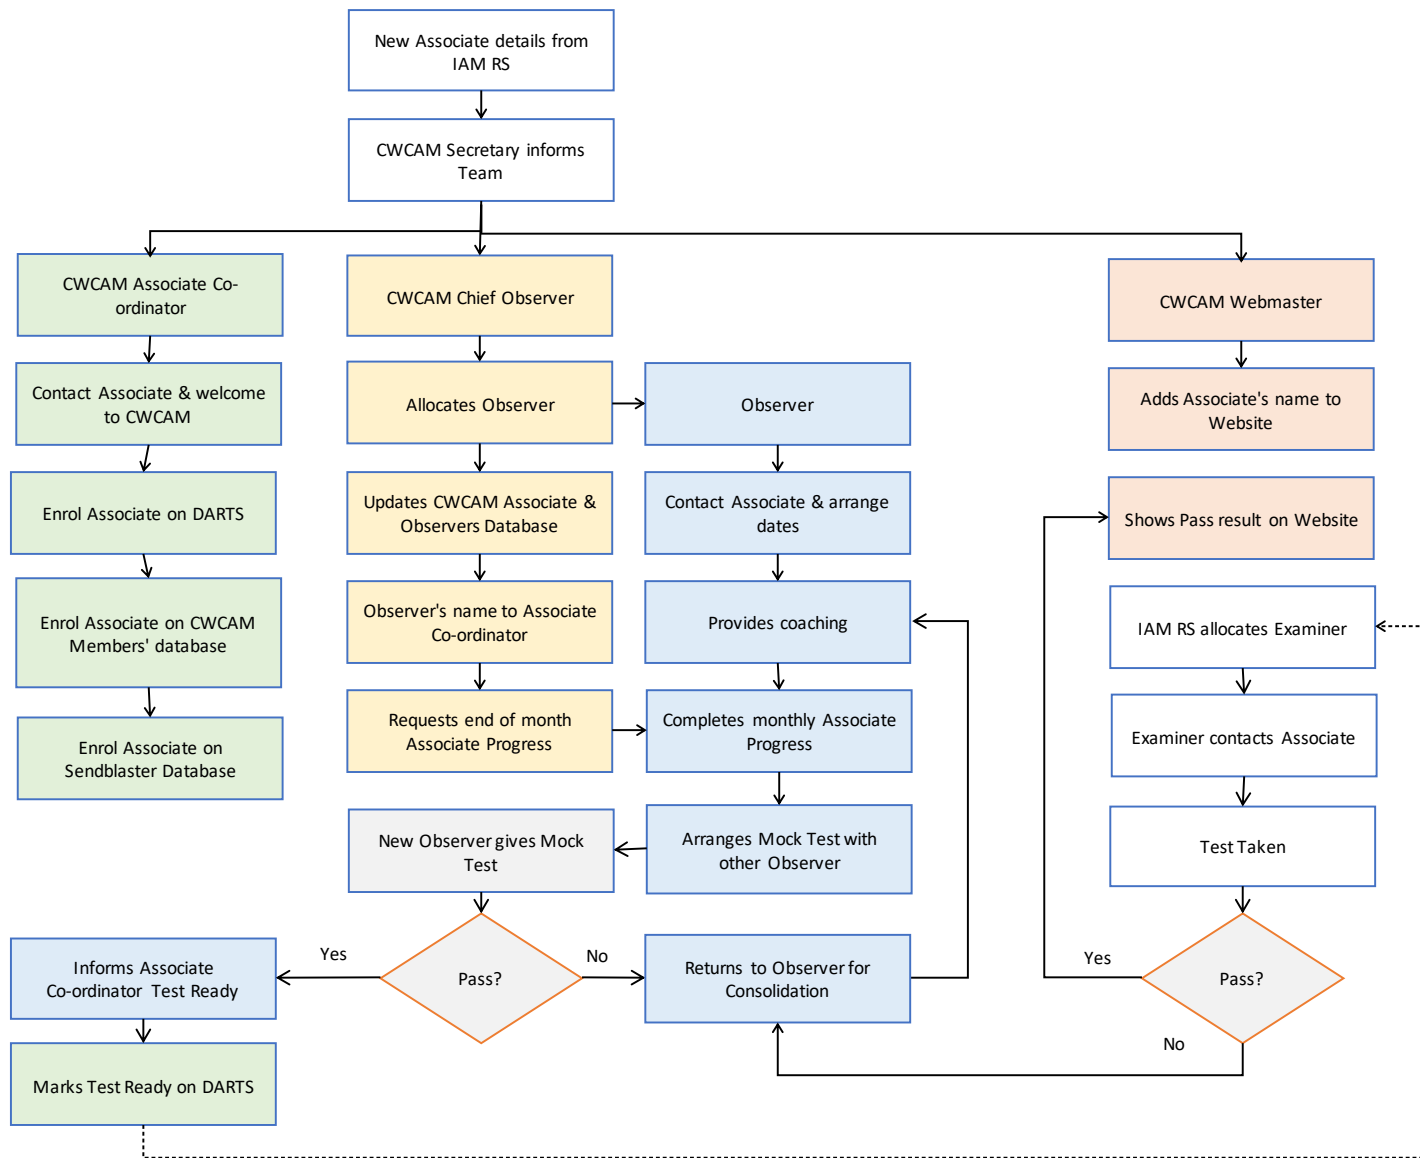 New Associate details from
IAM RS
CWCAM Secretary informs
Team
CWCAM Associate Co-
ordinator
CWCAM Chief Observer
CWCAM Webmaster
Contact Associate & welcome
to CWCAM
Allocates Observer
Observer
Adds Associate's name to
Website
Enrol Associate on DARTS
Updates CWCAM Associate &
Observers Database
Contact Associate & arrange
dates
Shows Pass result on Website
Enrol Associate on CWCAM
Members' database
Observer's name to Associate
Co-ordinator
Provides coaching
IAM RS allocates Examiner
Enrol Associate on
Sendblaster Database
Requests end of month
Associate Progress
Completes monthly Associate
Progress
Examiner contacts Associate
New Observer gives Mock
Test
Arranges Mock Test with
other Observer
Test Taken
Informs Associate
Co-ordinator Test Ready
Yes
Pass?
No
Returns to Observer for
Consolidation
Yes
Pass?
No
Marks Test Ready on DARTS